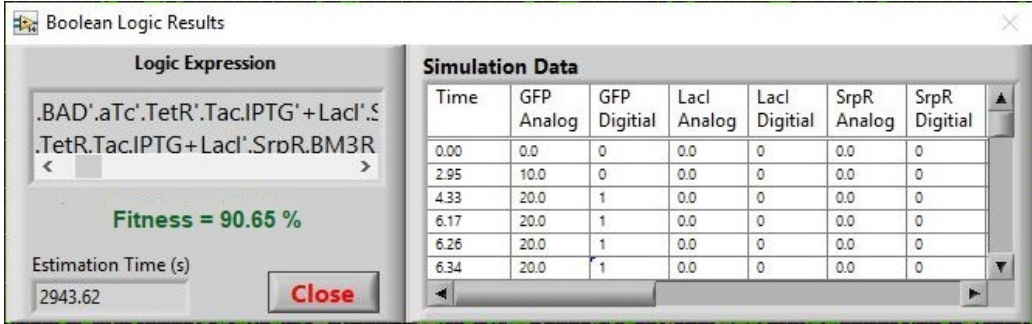 Boolean Logic Results
Logic Expression
.BAD'.aTc'.TetR'.Tac.IPTG'+LacI'.S
.TetR.Tac.IPTG+LacI'.SrpR.BM3R
Fitness = 90.65 %
Estimation Time (s)
2943.62
Close
Simulation Data
Time GFP Analog GFP Digitial LacI Analog LacI Digitial SrpR Analog SrpR Digitial
0.00 0.0 0 0.0 0 0.0 0
2.95 10.0 0 0.0 0 0.0 0
4.33 20.0 1 0.0 0 0.0 0
6.17 20.0 1 0.0 0 0.0 0
6.26 20.0 1 0.0 0 0.0 0
6.34 20.0 1 0.0 0 0.0 0